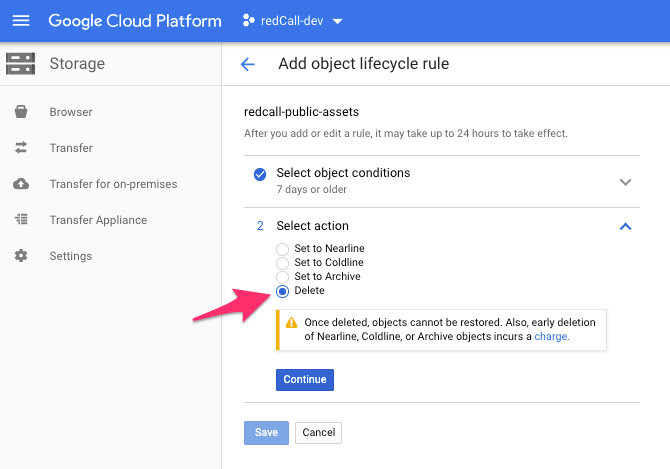 Google Cloud Platform
redCall-dev
Storage
Add object lifecycle rule
Browser
Transfer
Transfer for on-premises
Transfer Appliance
Settings
redcall-public-assets
After you add or edit a rule, it may take up to 24 hours to take effect.
Select object conditions
7 days or older
2 Select action
Set to Nearline
Set to Coldline
Set to Archive
Delete
Once deleted, objects cannot be restored. Also, early deletion
of Nearline, Coldline, or Archive objects incurs a charge.
Continue
Save Cancel